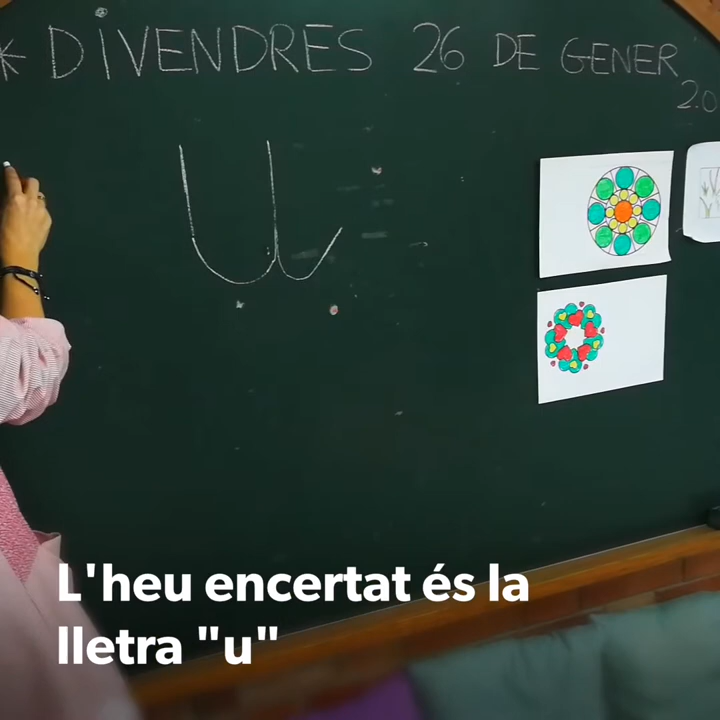 * DiVENDRES 26 DE GENER
2.0
u
L'heu encertat és la
lletra "u"